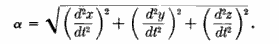 α = √((d²x/dt²)² + (d²y/dt²)² + (d²z/dt²)²).